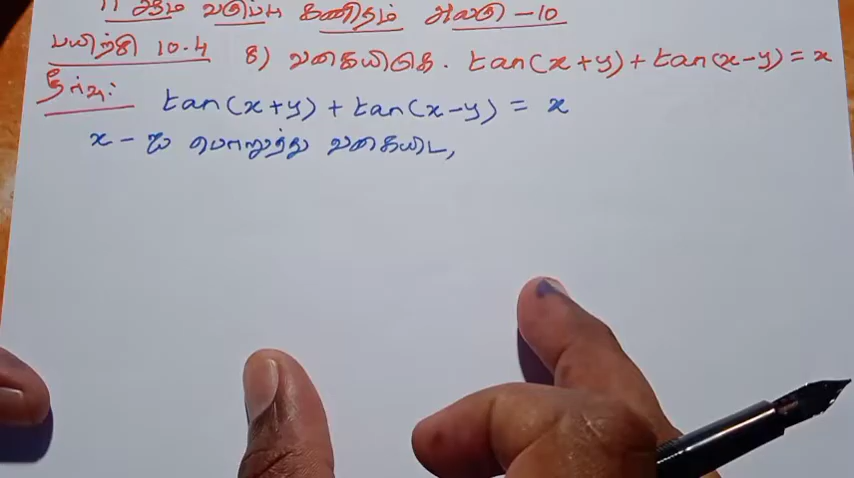 11 ஆம் வகுப்பு கணிதம் அலகு -10
பயிற்சி 10.4 8) வகையிடுக. tan(x+y)+tan(x-y)=x
தீர்வு:
tan(x+y)+tan(x-y) = x
x - ஐ பொறுத்து வகையிட,